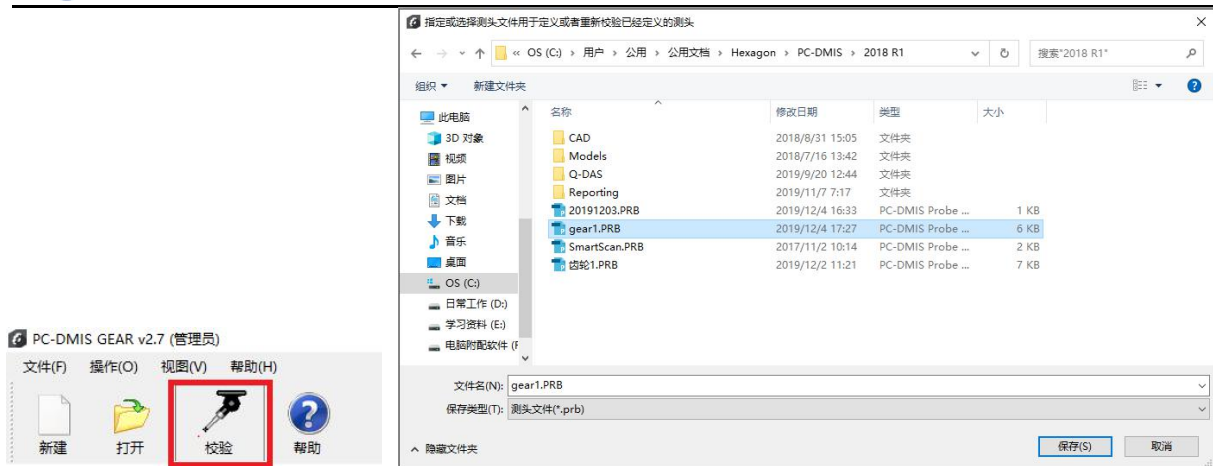 指定或选择测头文件用于定义或者重新校验已经定义的测头
« OS (C:) › 用户 › 公用 › 公用文档 › Hexagon › PC-DMIS › 2018 R1
搜索"2018 R1"
组织 新建文件夹
名称 修改日期 类型 大小
此电脑
3D 对象
视频
图片
文档
下载
音乐
桌面
OS (C:)
日常工作 (D:)
学习资料 (E:)
电脑附配软件 (F
CAD 2018/8/31 15:05 文件夹
Models 2018/7/16 13:42 文件夹
Q-DAS 2019/9/20 12:44 文件夹
Reporting 2019/11/7 7:17 文件夹
20191203.PRB 2019/12/4 16:33 PC-DMIS Probe ... 1 KB
gear1.PRB 2019/12/4 17:27 PC-DMIS Probe ... 6 KB
SmartScan.PRB 2017/11/2 10:14 PC-DMIS Probe ... 2 KB
齿轮1.PRB 2019/12/2 11:21 PC-DMIS Probe ... 7 KB
文件名(N): gear1.PRB
保存类型(T): 测头文件(*.prb)
隐藏文件夹 保存(S) 取消
PC-DMIS GEAR v2.7 (管理员)
文件(F) 操作(O) 视图(V) 帮助(H)
新建 打开 校验 帮助